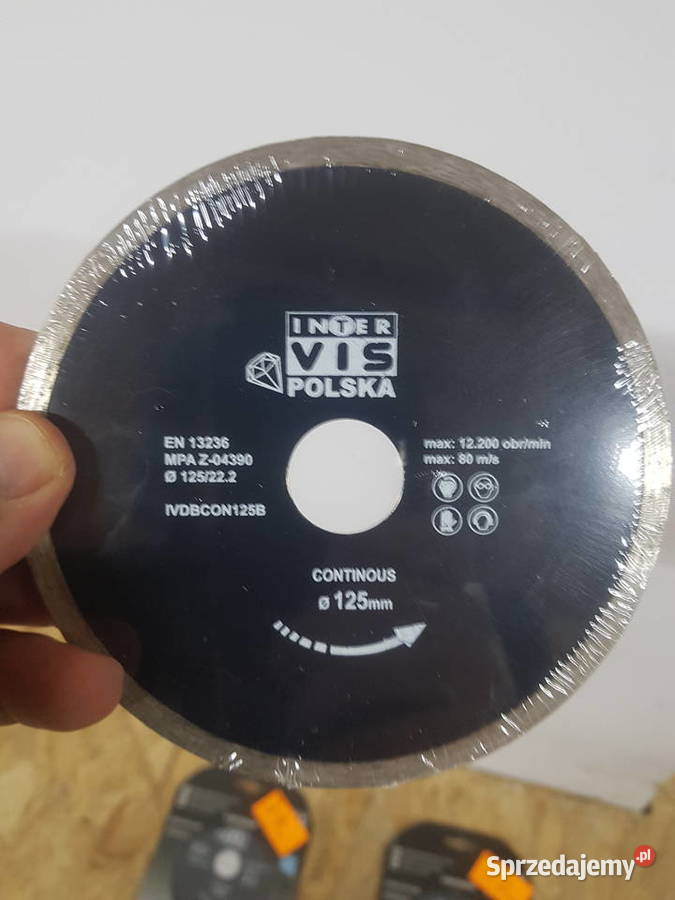 INTER
VIS
POLSKA
EN 13236
MPA Z-04390
Ø 125/22.2
IVDBCON125B
max: 12.200 obr/min
max: 80 m/s
CONTINOUS
Ø 125mm
Sprzedajemy.pl